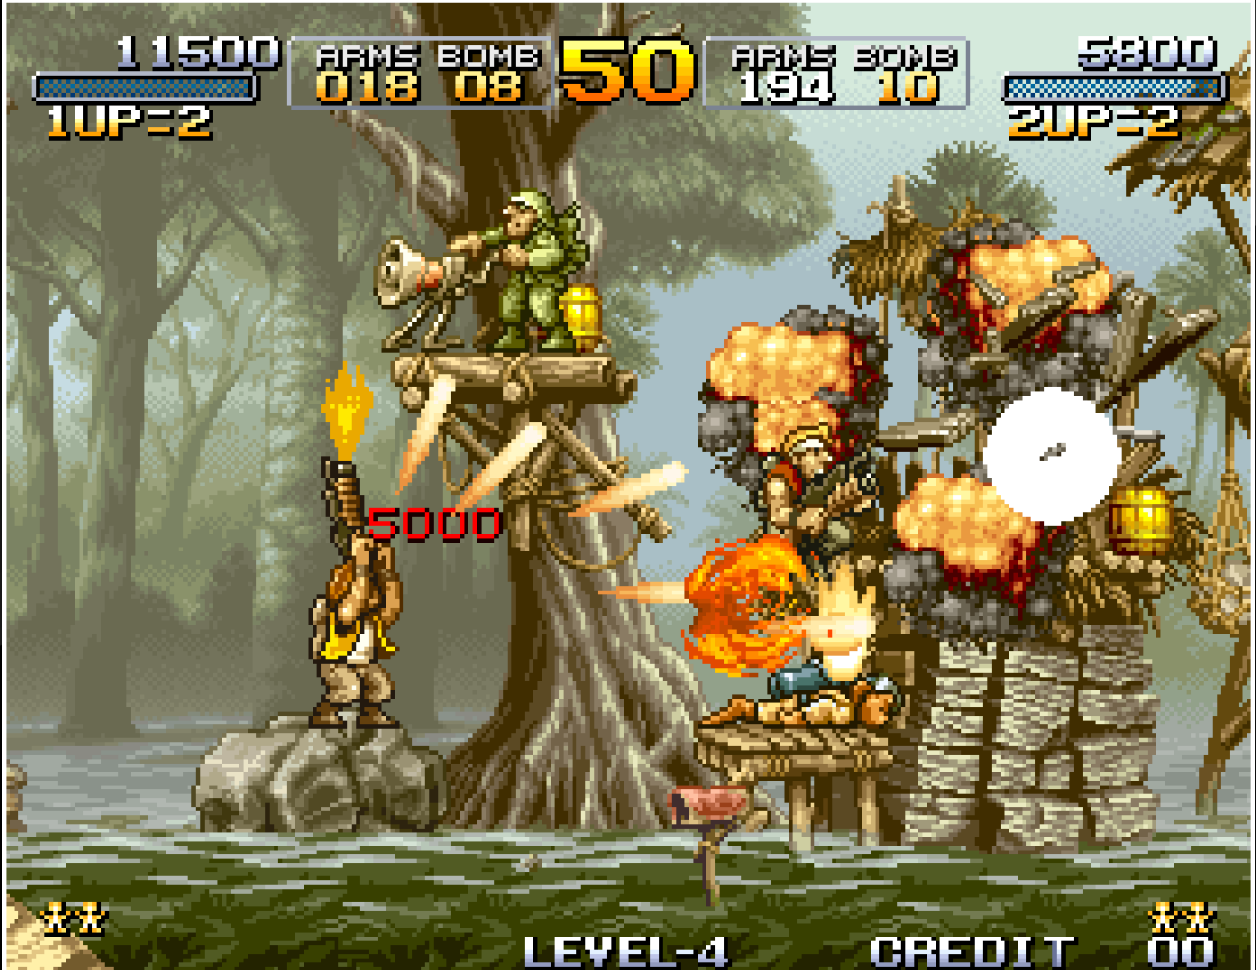 11500 ARMS BOMB 50 ARMS BOMB 5800
018 08 194 10
1UP=2 2UP=2
5000
LEVEL-4 CREDIT 00